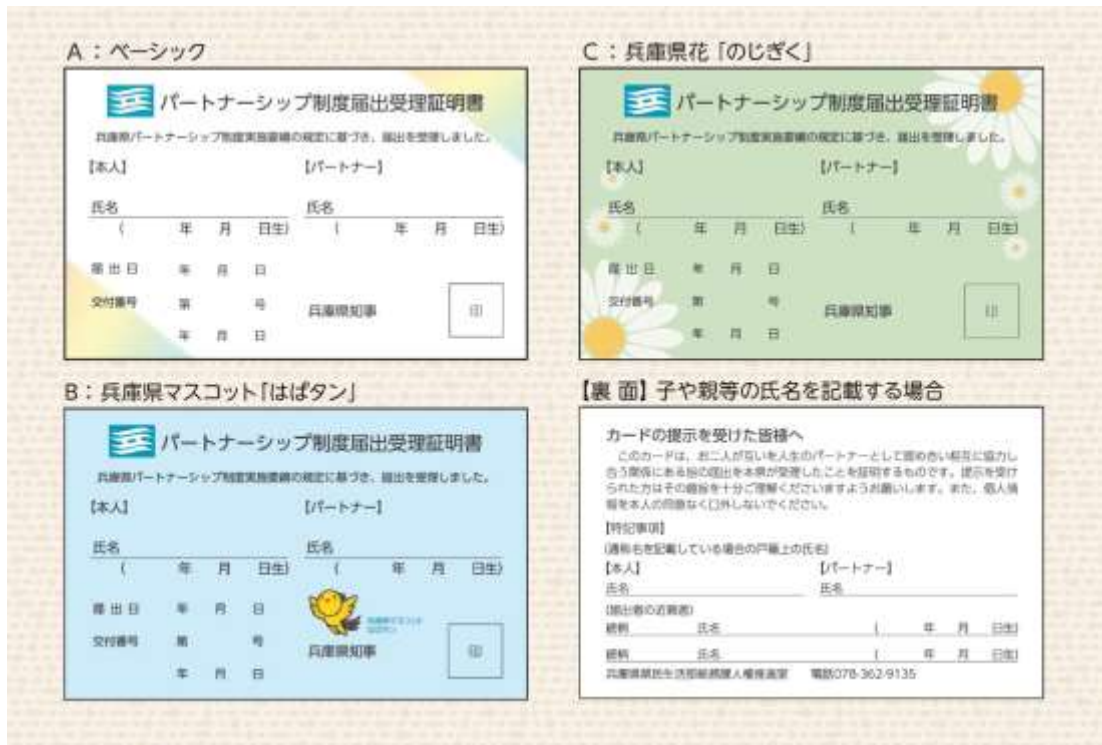 A：ベーシック
パートナーシップ制度届出受理証明書
兵庫県パートナーシップ制度実施要綱の規定に基づき、届出を受理しました。
【本人】 【パートナー】
氏名 氏名
( 年 月 日生) ( 年 月 日生)
届出日 年 月 日
交付番号 第 号
兵庫県知事 印
年 月 日
C：兵庫県花「のじぎく」
パートナーシップ制度届出受理証明書
兵庫県パートナーシップ制度実施要綱の規定に基づき、届出を受理しました。
【本人】 【パートナー】
氏名 氏名
( 年 月 日生) ( 年 月 日生)
届出日 年 月 日
交付番号 第 号
兵庫県知事 印
年 月 日
B：兵庫県マスコット「はばタン」
パートナーシップ制度届出受理証明書
兵庫県パートナーシップ制度実施要綱の規定に基づき、届出を受理しました。
【本人】 【パートナー】
氏名 氏名
( 年 月 日生) ( 年 月 日生)
届出日 年 月 日
兵庫県マスコット
はばタン
交付番号 第 号
兵庫県知事 印
年 月 日
【裏 面】子や親等の氏名を記載する場合
カードの提示を受けた皆様へ
このカードは、お二人が互いを人生のパートナーとして認め合い相互に協力し
合う関係にある旨の届出を本県が受理したことを証明するものです。提示を受け
られた方はその趣旨を十分ご理解くださいますようお願いします。また、個人情
報を本人の同意なく口外しないでください。
【特記事項】
(通称名を記載している場合の戸籍上の氏名)
【本人】 【パートナー】
氏名 氏名
(届出者の近親者)
続柄 氏名 ( 年 月 日生)
続柄 氏名 ( 年 月 日生)
兵庫県県民生活部総務課人権推進室 電話078-362-9135